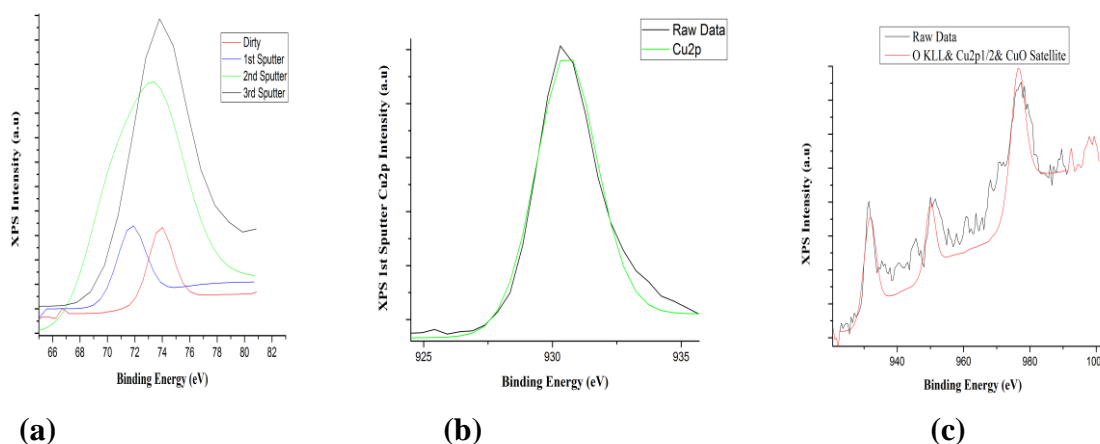 XPS Intensity (a.u)
Dirty
1st Sputter
2nd Sputter
3rd Sputter
66 68 70 72 74 76 78 80 82
Binding Energy (eV)
(a)
XPS 1st Sputter Cu2p Intensity (a.u)
Raw Data
Cu2p
925 930 935
Binding Energy (eV)
(b)
XPS Intensity (a.u)
Raw Data
O KLL& Cu2p1/2& CuO Satellite
940 960 980 100
Binding Energy (eV)
(c)